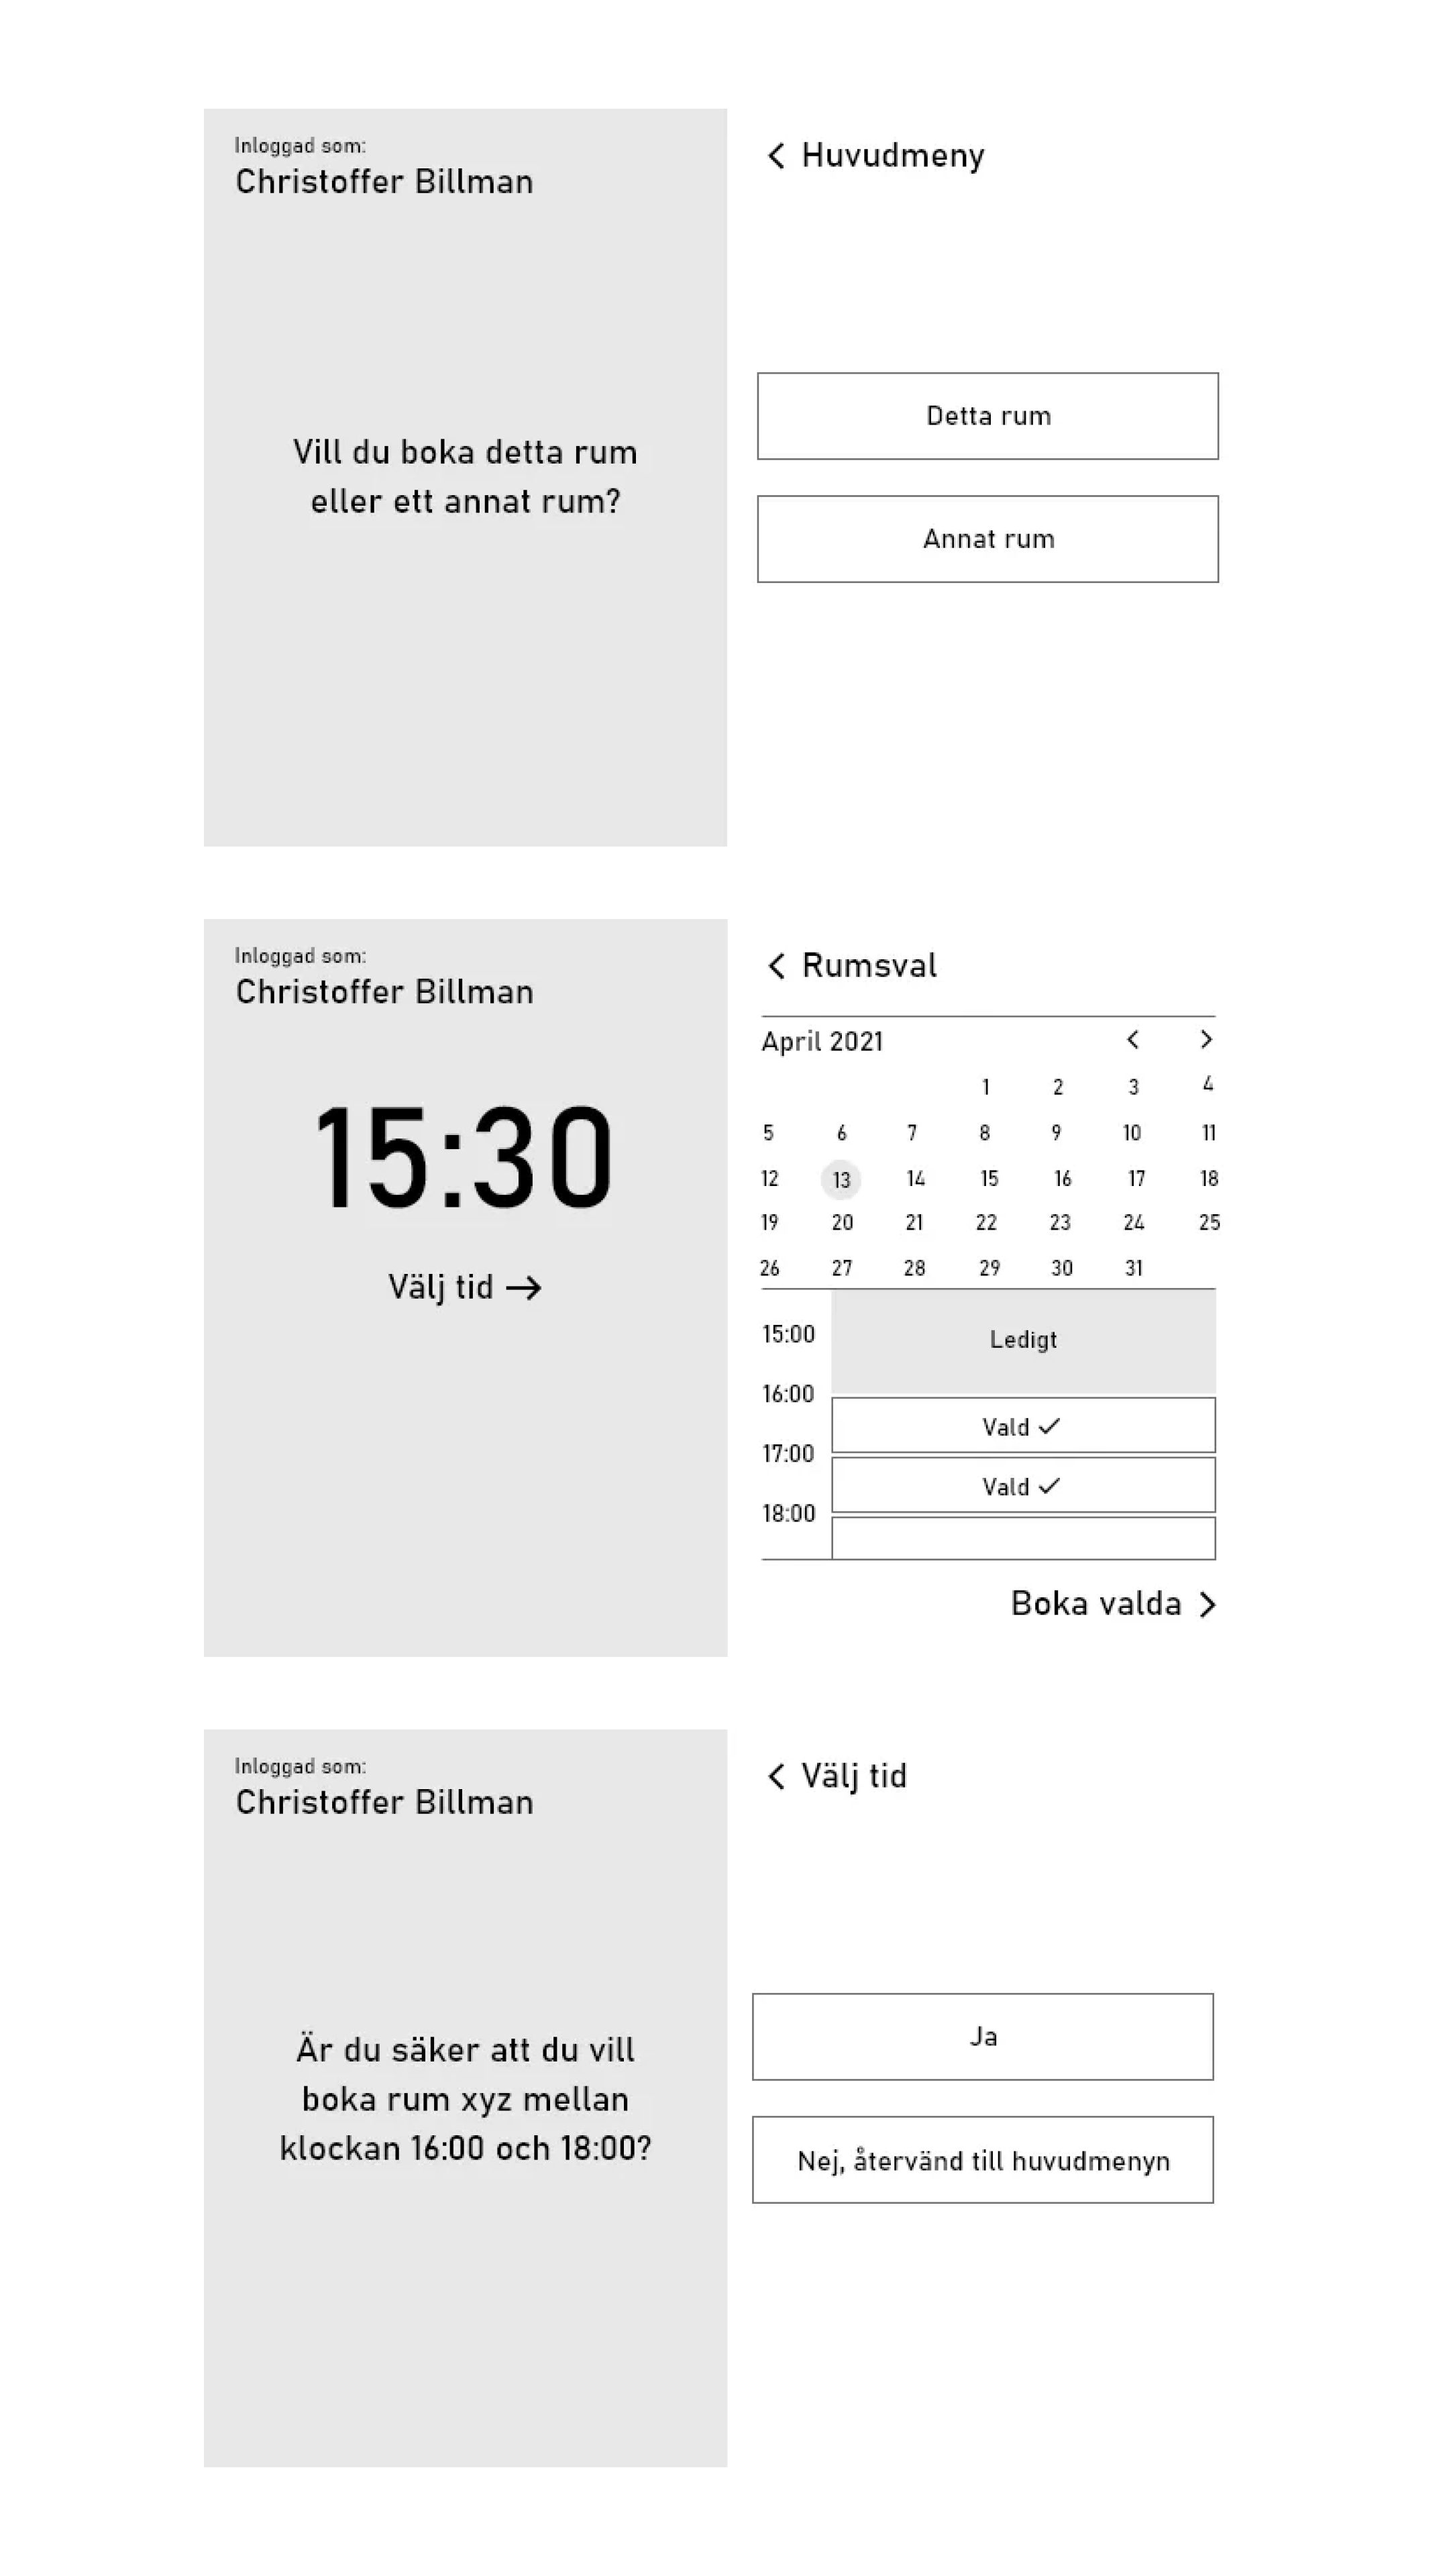 Inloggad som:
Christoffer Billman
Vill du boka detta rum
eller ett annat rum?
Huvudmeny
Detta rum
Annat rum
Inloggad som:
Christoffer Billman
15:30
Välj tid →
Rumsval
April 2021
1 2 3 4
5 6 7 8 9 10 11
12 13 14 15 16 17 18
19 20 21 22 23 24 25
26 27 28 29 30 31
15:00
Ledigt
16:00
Vald ✓
17:00
Vald ✓
18:00
Boka valda
Inloggad som:
Christoffer Billman
Är du säker att du vill
boka rum xyz mellan
klockan 16:00 och 18:00?
Välj tid
Ja
Nej, återvänd till huvudmenyn